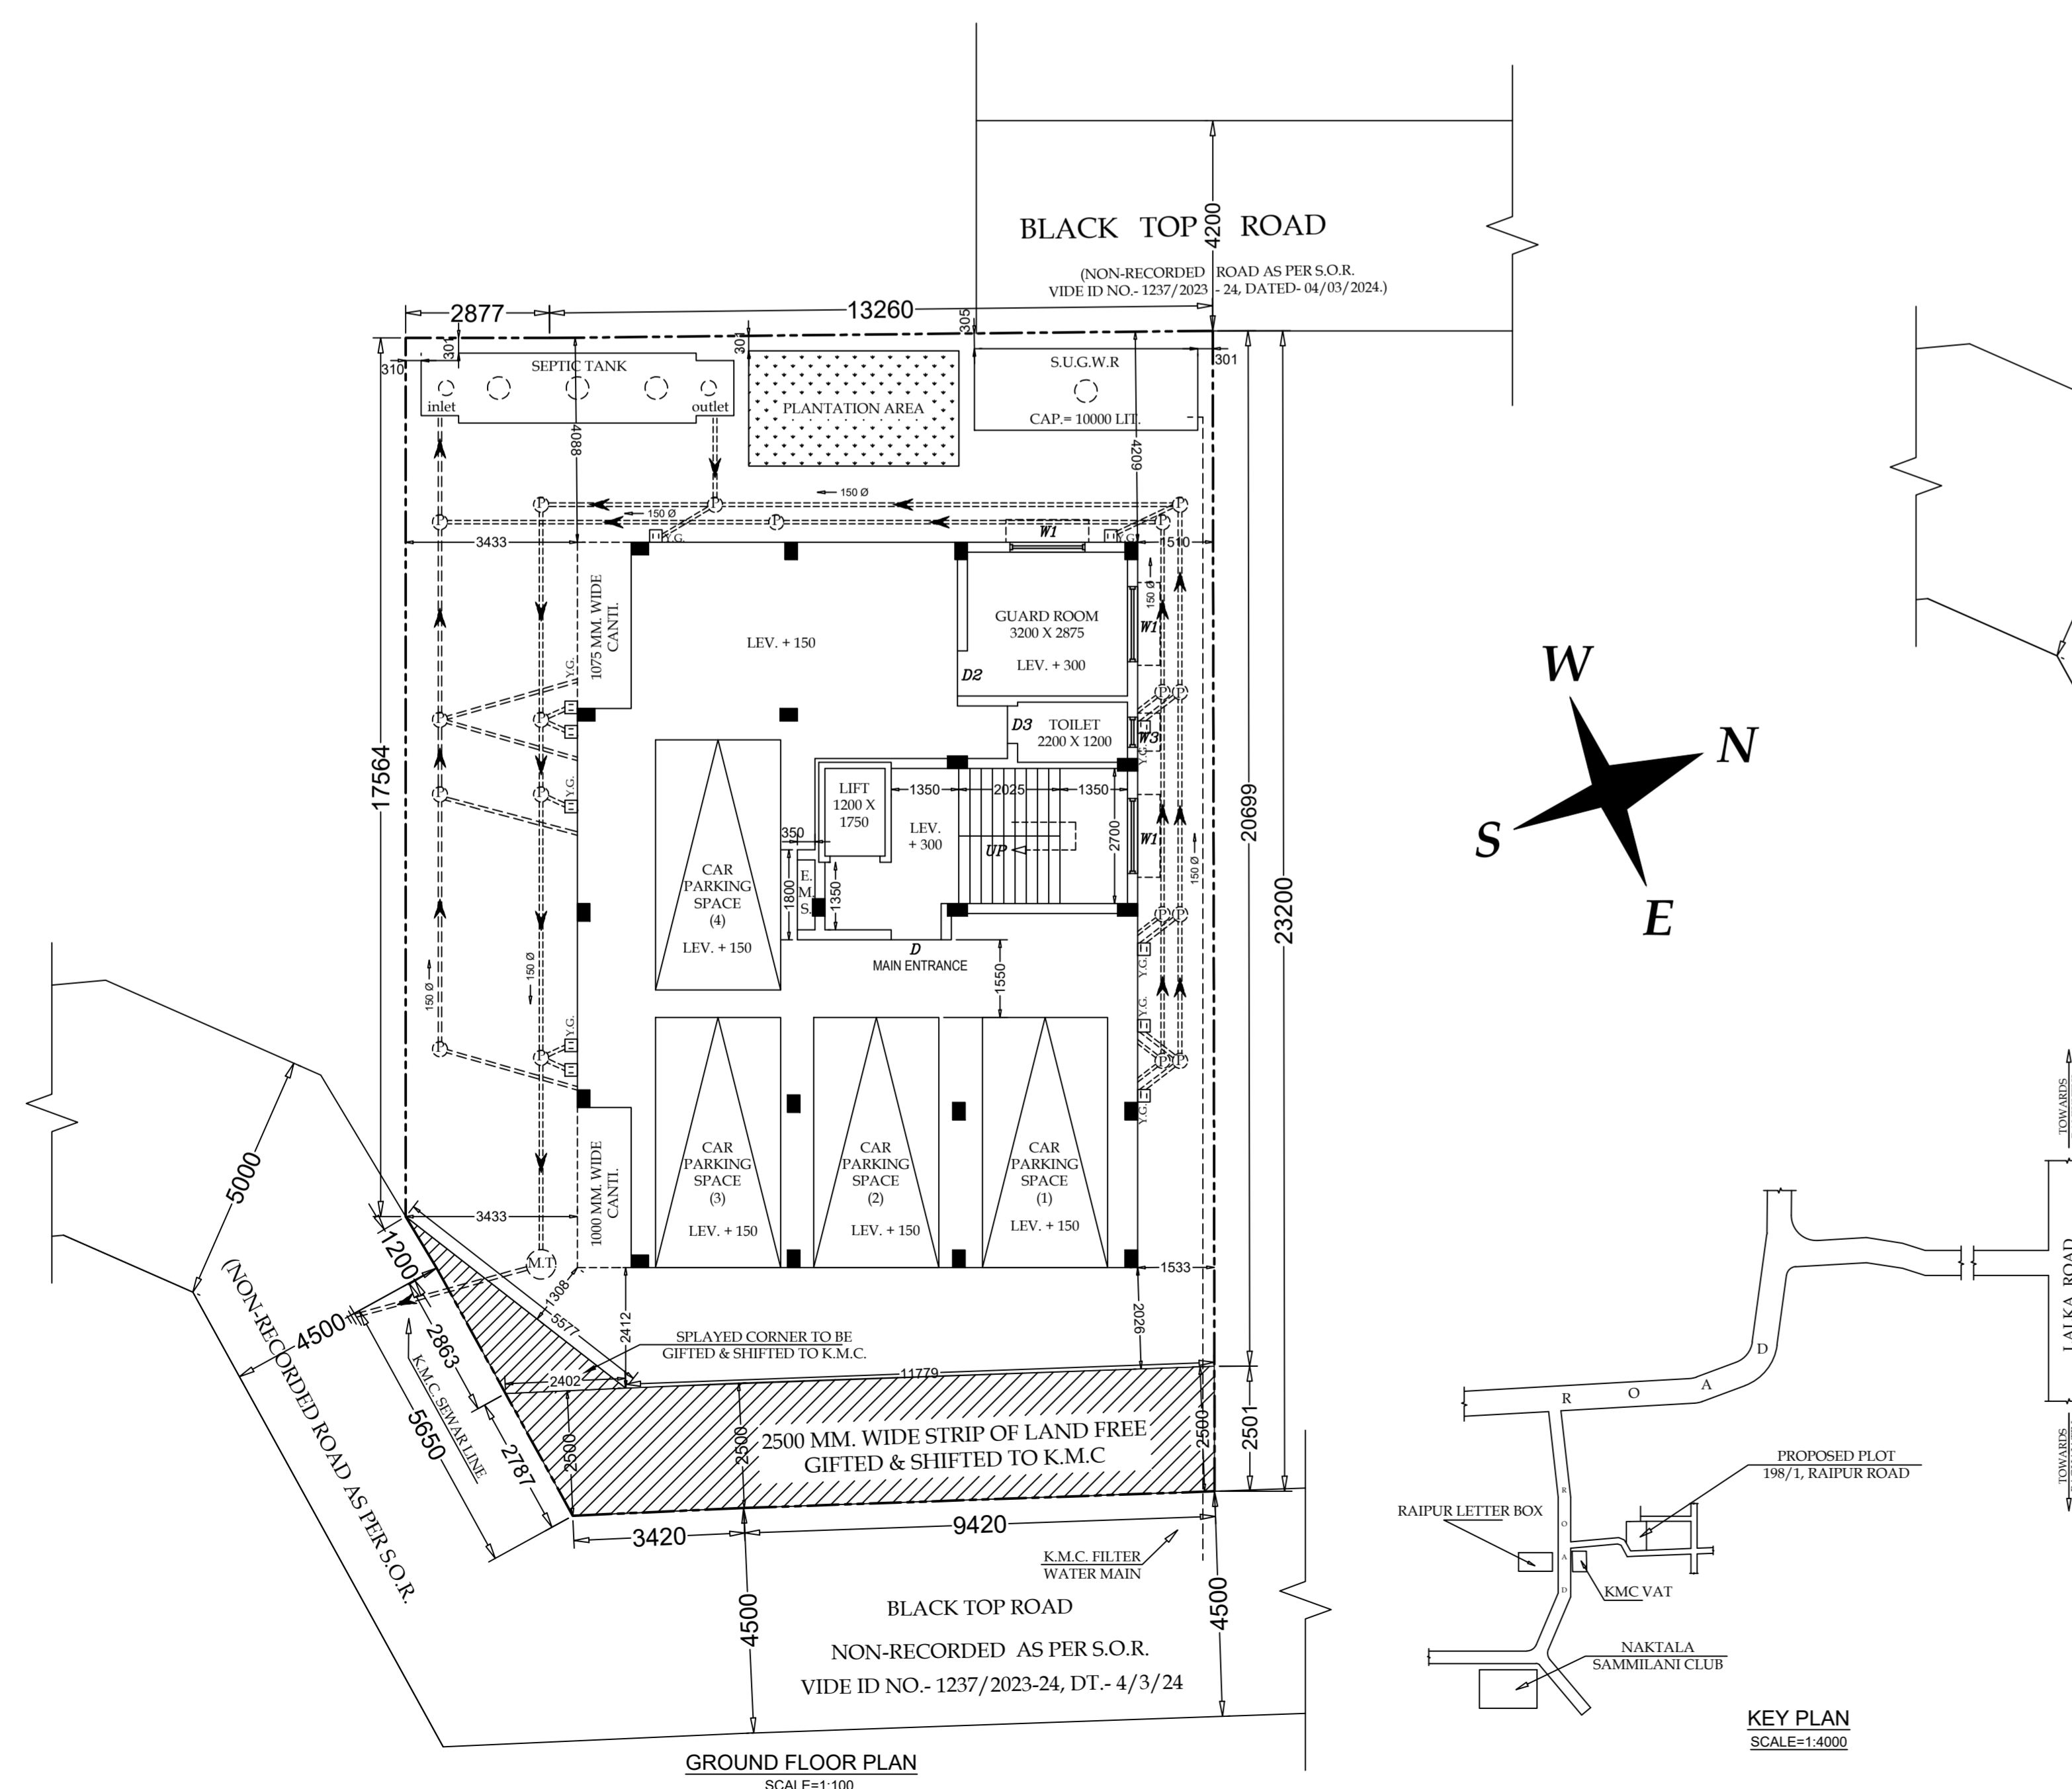 BLACK TOP ROAD
4200
(NON-RECORDED ROAD AS PER S.O.R.
VIDE ID NO.- 1237/2023 - 24, DATED- 04/03/2024.)
2877
13260
305
301
301
310
301
SEPTIC TANK
inlet
outlet
PLANTATION AREA
S.U.G.W.R
CAP.= 10000 LIT.
4088
4209
150 Ø
150 Ø
P
P
P
P
P
P
P
3433
Y.G.
W1
Y.G.
1510
1075 MM. WIDE
CANTI.
LEV. + 150
GUARD ROOM
3200 X 2875
LEV. + 300
150 Ø
W1
D2
Y.G.
P
P
P
P
D3
TOILET
2200 X 1200
W3
Y.G.
17564
20699
23200
W
N
S
E
P
P
Y.G.
LIFT
1200 X
1750
1350
2025
1350
350
LEV.
+ 300
UP
2700
W1
150 Ø
CAR
PARKING
SPACE
(4)
LEV. + 150
1800
E.
M.
S.
1350
D
MAIN ENTRANCE
1550
P
P
Y.G.
Y.G.
150 Ø
150 Ø
Y.G.
P
P
P
P
Y.G.
5000
1000 MM. WIDE
CANTI.
CAR
PARKING
SPACE
(3)
LEV. + 150
CAR
PARKING
SPACE
(2)
LEV. + 150
CAR
PARKING
SPACE
(1)
LEV. + 150
3433
1200
M.T.
1533
1308
5577
2412
2026
4500
2863
SPLAYED CORNER TO BE
GIFTED & SHIFTED TO K.M.C.
2402
11779
K.M.C. SEWAR LINE
5650
2787
2500
2500
2500
2501
2500 MM. WIDE STRIP OF LAND FREE
GIFTED & SHIFTED TO K.M.C
(NON-RECORDED ROAD AS PER S.O.R.
3420
9420
K.M.C. FILTER
WATER MAIN
4500
4500
BLACK TOP ROAD
NON-RECORDED AS PER S.O.R.
VIDE ID NO.- 1237/2023-24, DT.- 4/3/24
GROUND FLOOR PLAN
SCALE=1:100
TOWARDS
LALKA ROAD
TOWARDS
R O A D
R O A D
PROPOSED PLOT
198/1, RAIPUR ROAD
RAIPUR LETTER BOX
KMC VAT
NAKTALA
SAMMILANI CLUB
KEY PLAN
SCALE=1:4000